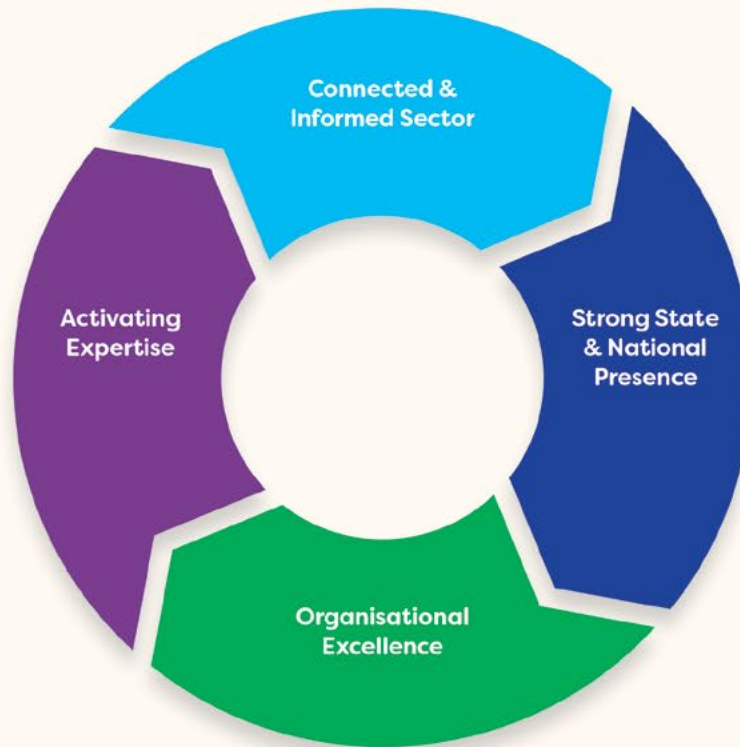 Connected &
Informed Sector
Activating
Expertise
Strong State
& National
Presence
Organisational
Excellence